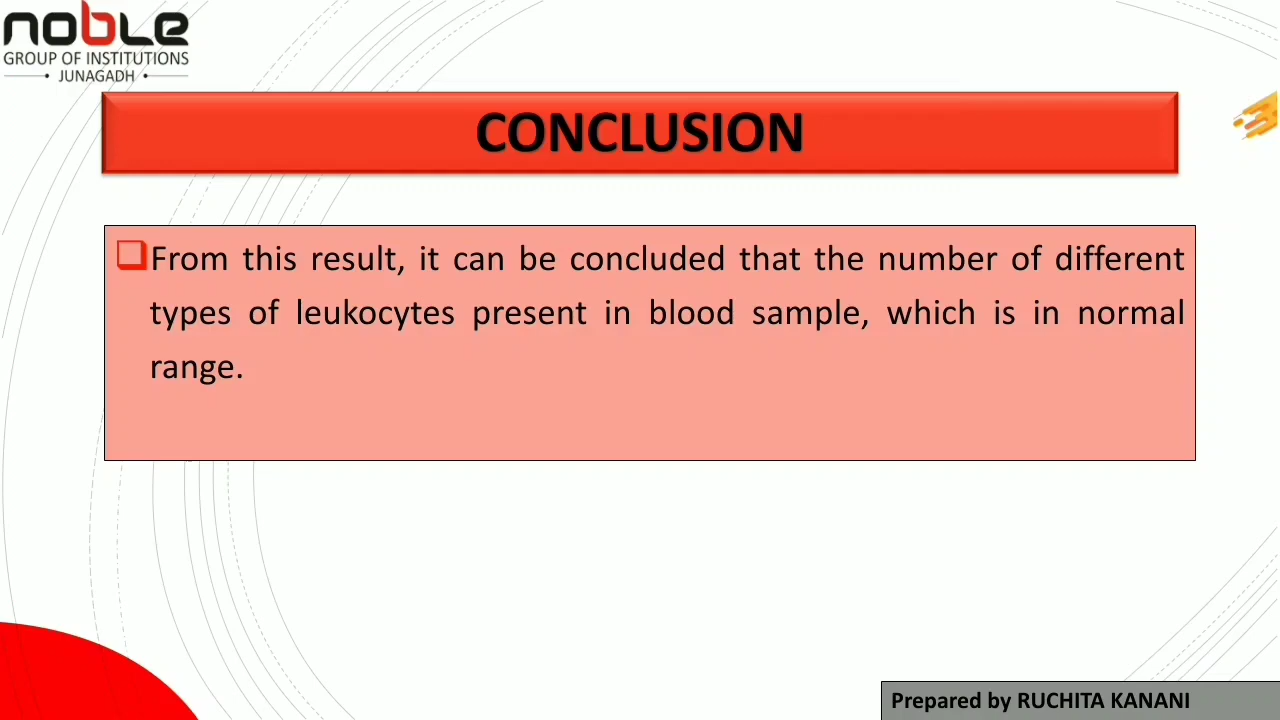 noble
GROUP OF INSTITUTIONS
• JUNAGADH •
CONCLUSION
From this result, it can be concluded that the number of different
types of leukocytes present in blood sample, which is in normal
range.
Prepared by RUCHITA KANANI